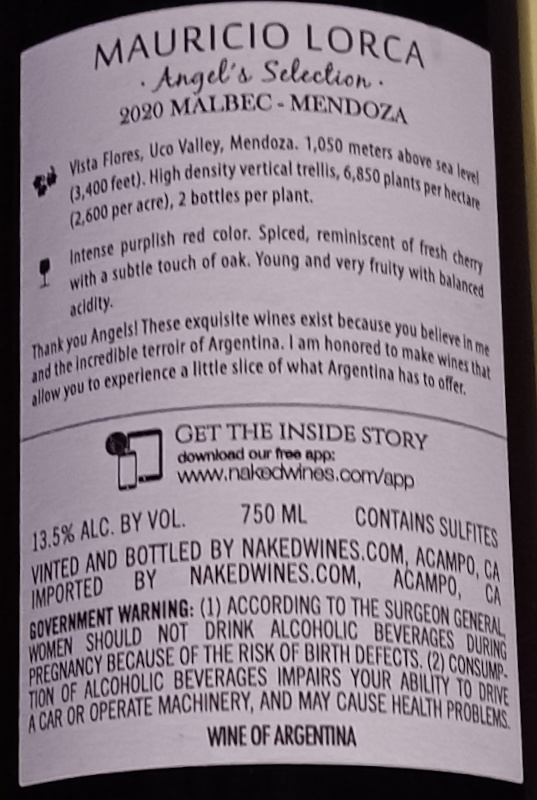 MAURICIO LORCA
· Angel's Selection ·
2020 MALBEC - MENDOZA
Vista Flores, Uco Valley, Mendoza. 1,050 meters above sea level
(3,400 feet). High density vertical trellis, 6,850 plants per hectare
(2,600 per acre), 2 bottles per plant.
Intense purplish red color. Spiced, reminiscent of fresh cherry
with a subtle touch of oak. Young and very fruity with balanced
acidity.
Thank you Angels! These exquisite wines exist because you believe in me
and the incredible terroir of Argentina. I am honored to make wines that
allow you to experience a little slice of what Argentina has to offer.
GET THE INSIDE STORY
download our free app:
www.nakedwines.com/app
13.5% ALC. BY VOL. 750 ML CONTAINS SULFITES
VINTED AND BOTTLED BY NAKEDWINES.COM, ACAMPO, CA
IMPORTED BY NAKEDWINES.COM, ACAMPO, CA
GOVERNMENT WARNING: (1) ACCORDING TO THE SURGEON GENERAL,
WOMEN SHOULD NOT DRINK ALCOHOLIC BEVERAGES DURING
PREGNANCY BECAUSE OF THE RISK OF BIRTH DEFECTS. (2) CONSUMP-
TION OF ALCOHOLIC BEVERAGES IMPAIRS YOUR ABILITY TO DRIVE
A CAR OR OPERATE MACHINERY, AND MAY CAUSE HEALTH PROBLEMS.
WINE OF ARGENTINA